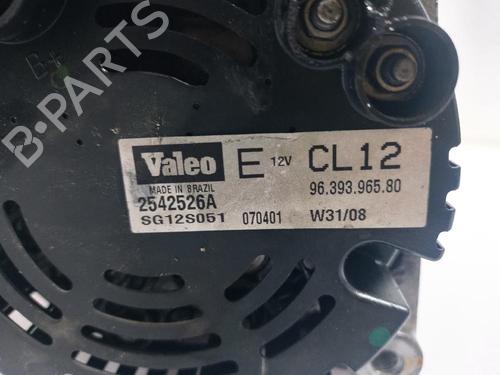 B+
B-PARTS
Valeo E 12V CL12
MADE IN BRAZIL 96.393.965.80
2542526A
SG12S051 070401 W31/08